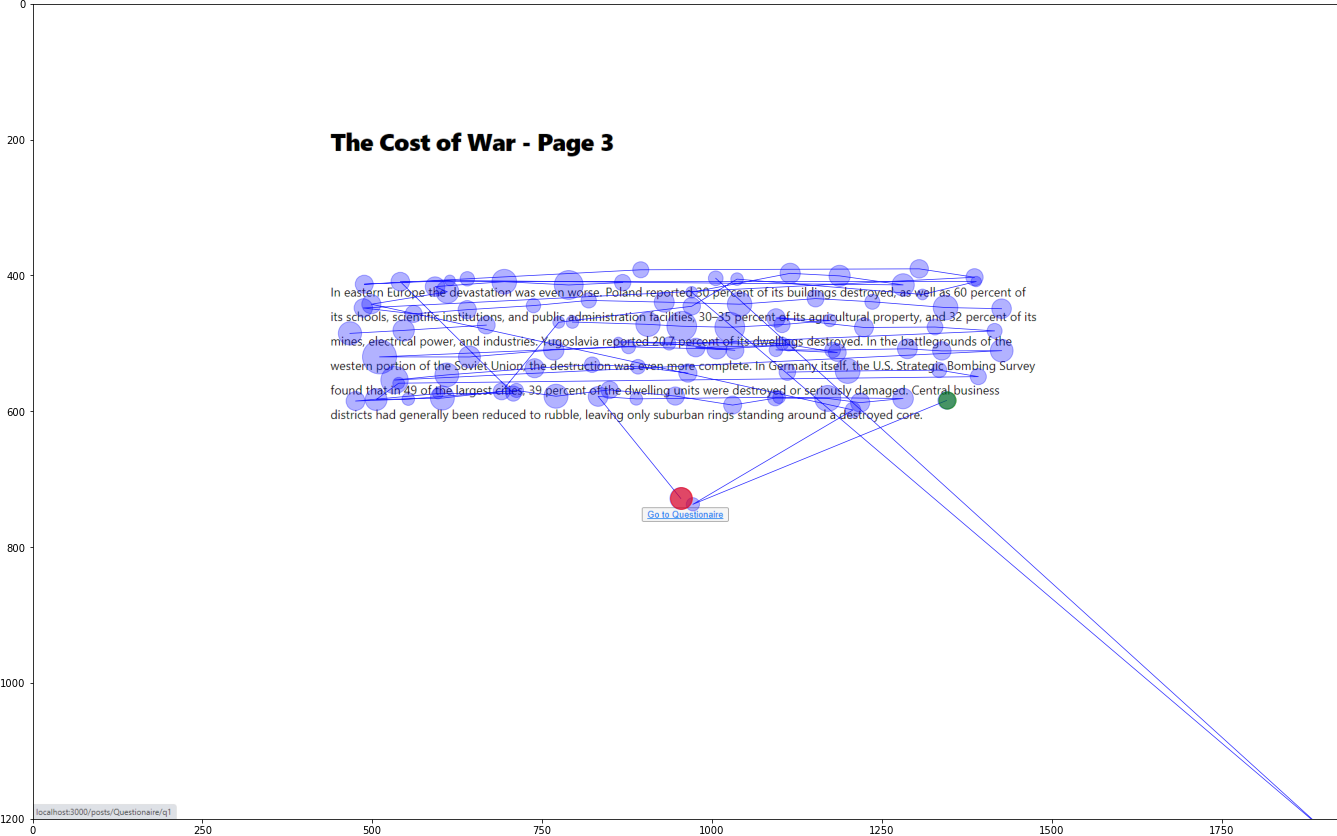 0
200
The Cost of War - Page 3
400
In eastern Europe the devastation was even worse. Poland reported 30 percent of its buildings destroyed, as well as 60 percent of
its schools, scientific institutions, and public administration facilities, 30-35 percent of its agricultural property, and 32 percent of its
mines, electrical power, and industries. Yugoslavia reported 20.7 percent of its dwellings destroyed. In the battlegrounds of the
western portion of the Soviet Union, the destruction was even more complete. In Germany itself, the U.S. Strategic Bombing Survey
found that in 49 of the largest cities, 39 percent of the dwelling units were destroyed or seriously damaged. Central business
600
districts had generally been reduced to rubble, leaving only suburban rings standing around a destroyed core.
Go to Questionaire
800
1000
localhost:3000/posts/Questionaire/q1
1200
0 250 500 750 1000 1250 1500 1750